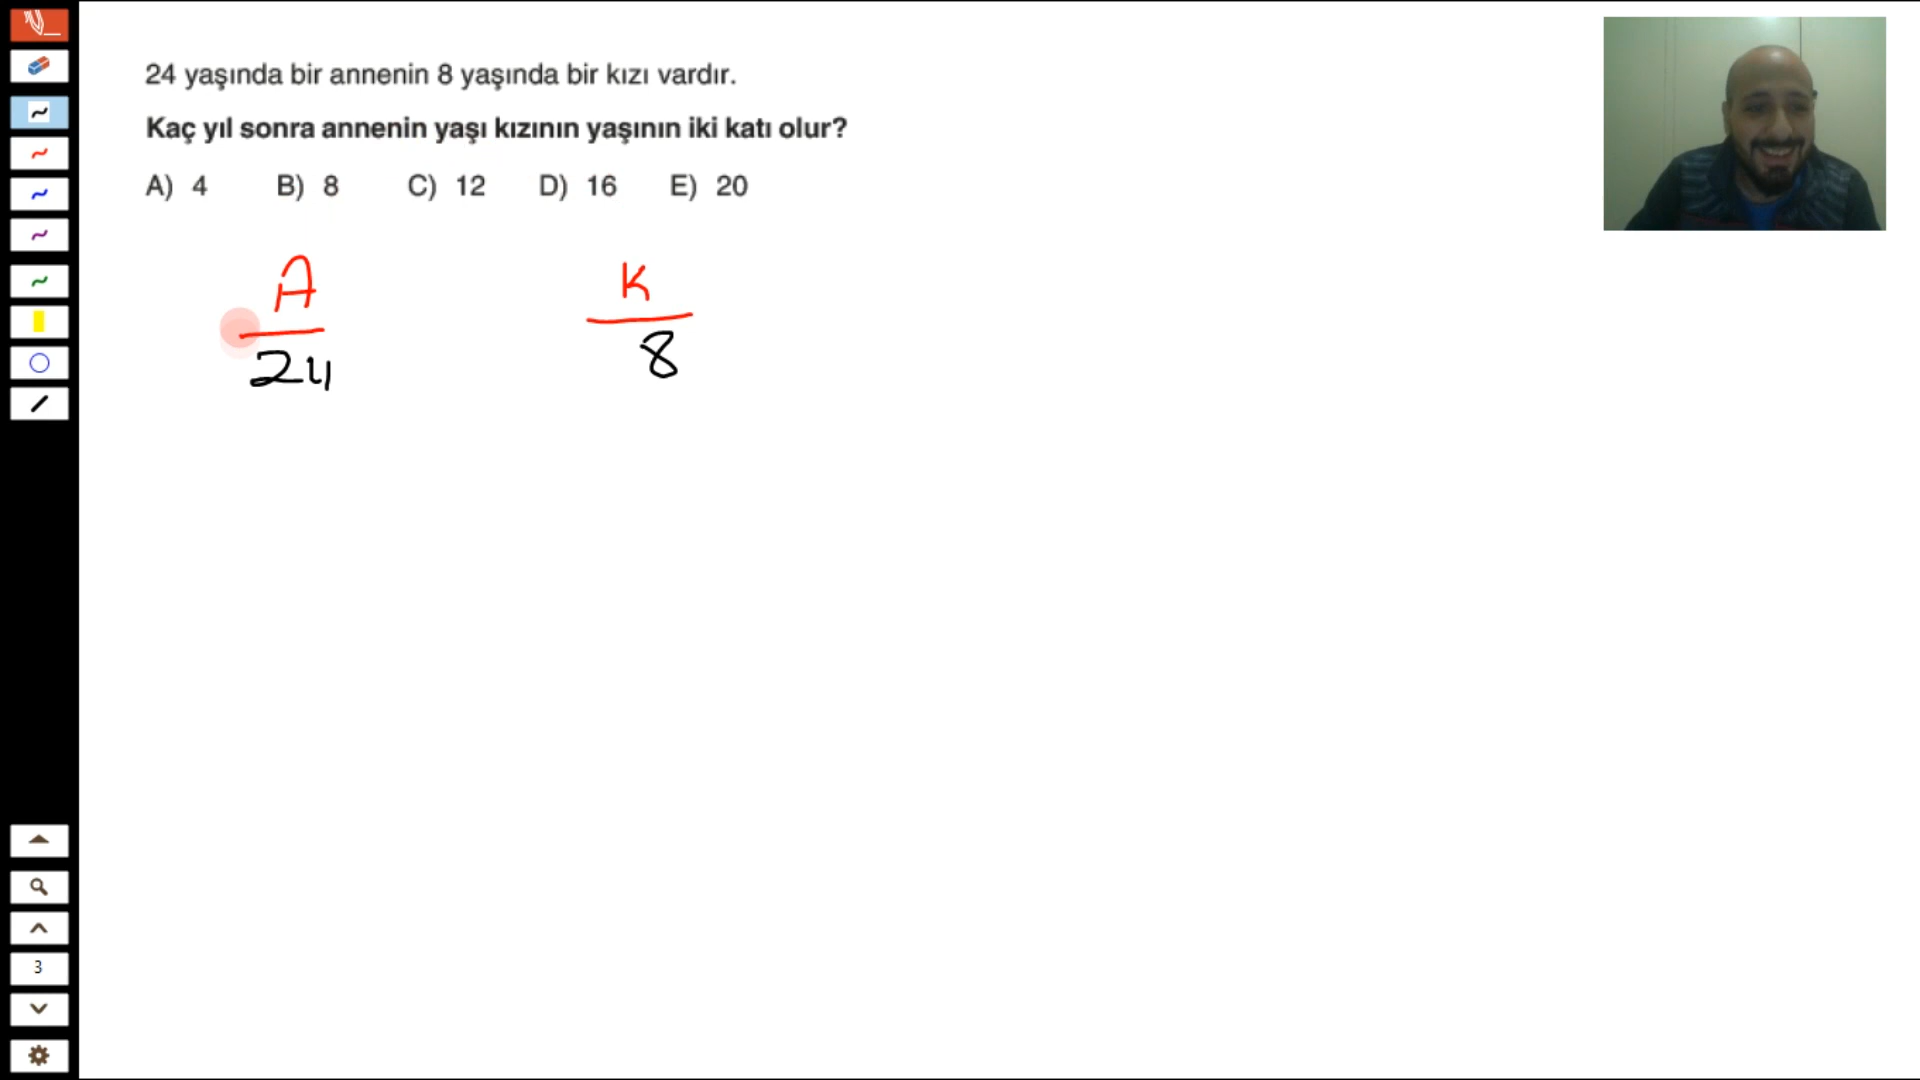 24 yaşında bir annenin 8 yaşında bir kızı vardır.
Kaç yıl sonra annenin yaşı kızının yaşının iki katı olur?
A) 4 B) 8 C) 12 D) 16 E) 20
A K
24 8
3